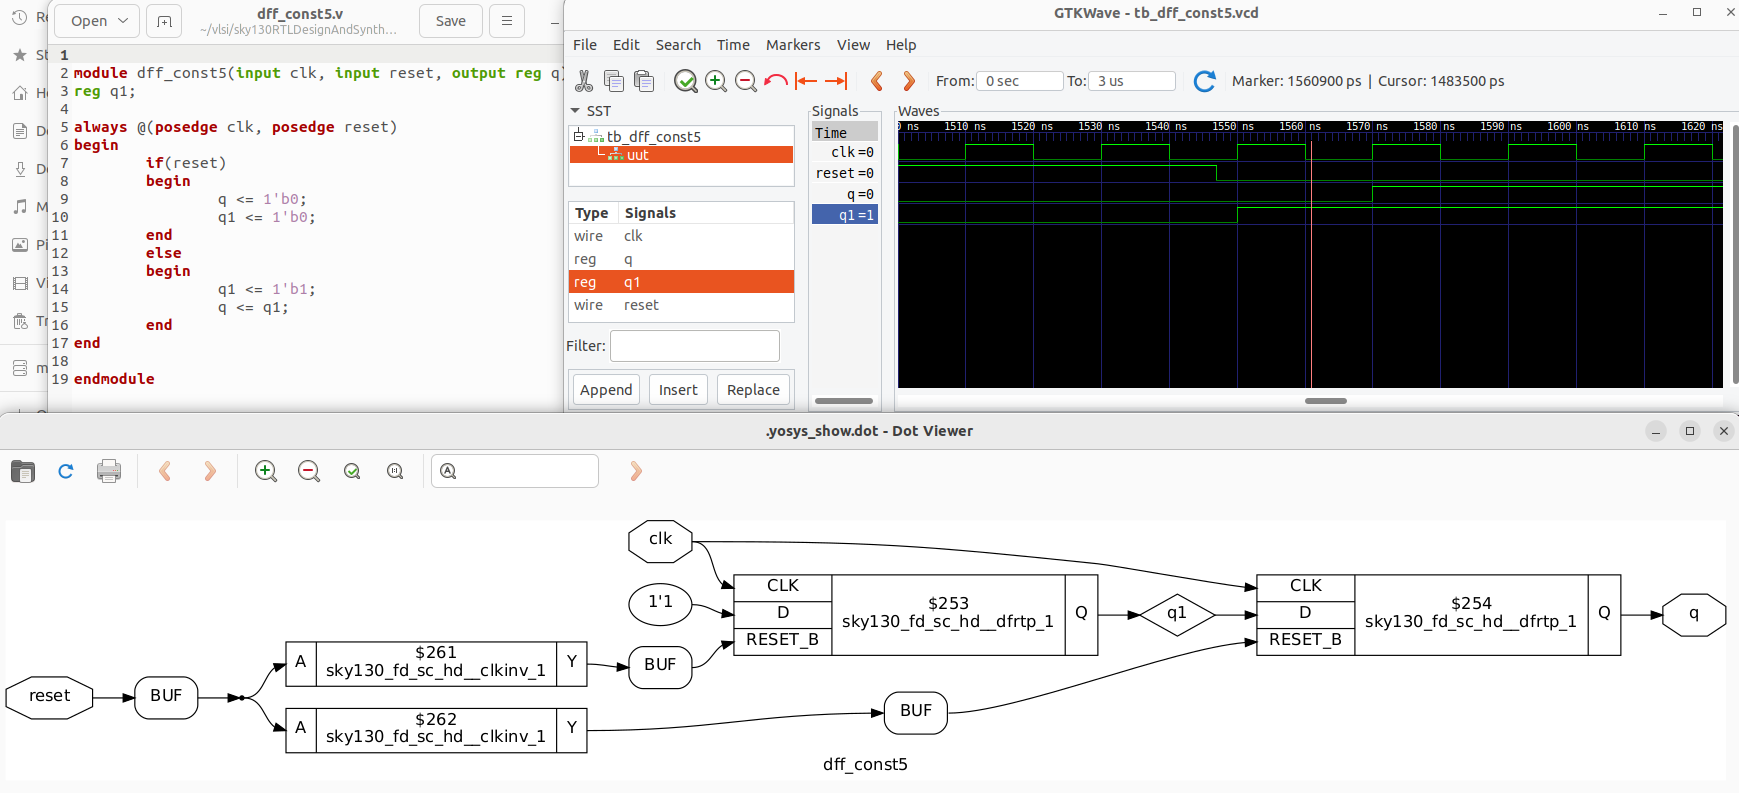 Open
dff_const5.v
~/vlsi/sky130RTLDesignAndSynth...
Save
1
2 module dff_const5(input clk, input reset, output reg q)
3 reg q1;
4
5 always @(posedge clk, posedge reset)
6 begin
7 if(reset)
8 begin
9 q <= 1'b0;
10 q1 <= 1'b0;
11 end
12 else
13 begin
14 q1 <= 1'b1;
15 q <= q1;
16 end
17 end
18
19 endmodule
GTKWave - tb_dff_const5.vcd
File Edit Search Time Markers View Help
From: 0 sec To: 3 us Marker: 1560900 ps | Cursor: 1483500 ps
SST
tb_dff_const5
uut
Type Signals
wire clk
reg q
reg q1
wire reset
Filter:
Append Insert Replace
Signals
Time
clk=0
reset=0
q=0
q1=1
Waves
0 ns 1510 ns 1520 ns 1530 ns 1540 ns 1550 ns 1560 ns 1570 ns 1580 ns 1590 ns 1600 ns 1610 ns 1620 ns
.yosys_show.dot - Dot Viewer
clk
1'1
CLK
D
RESET_B
$253
sky130_fd_sc_hd__dfrtp_1
Q
q1
CLK
D
RESET_B
$254
sky130_fd_sc_hd__dfrtp_1
Q
q
reset
BUF
A
$261
sky130_fd_sc_hd__clkinv_1
Y
BUF
A
$262
sky130_fd_sc_hd__clkinv_1
Y
BUF
dff_const5